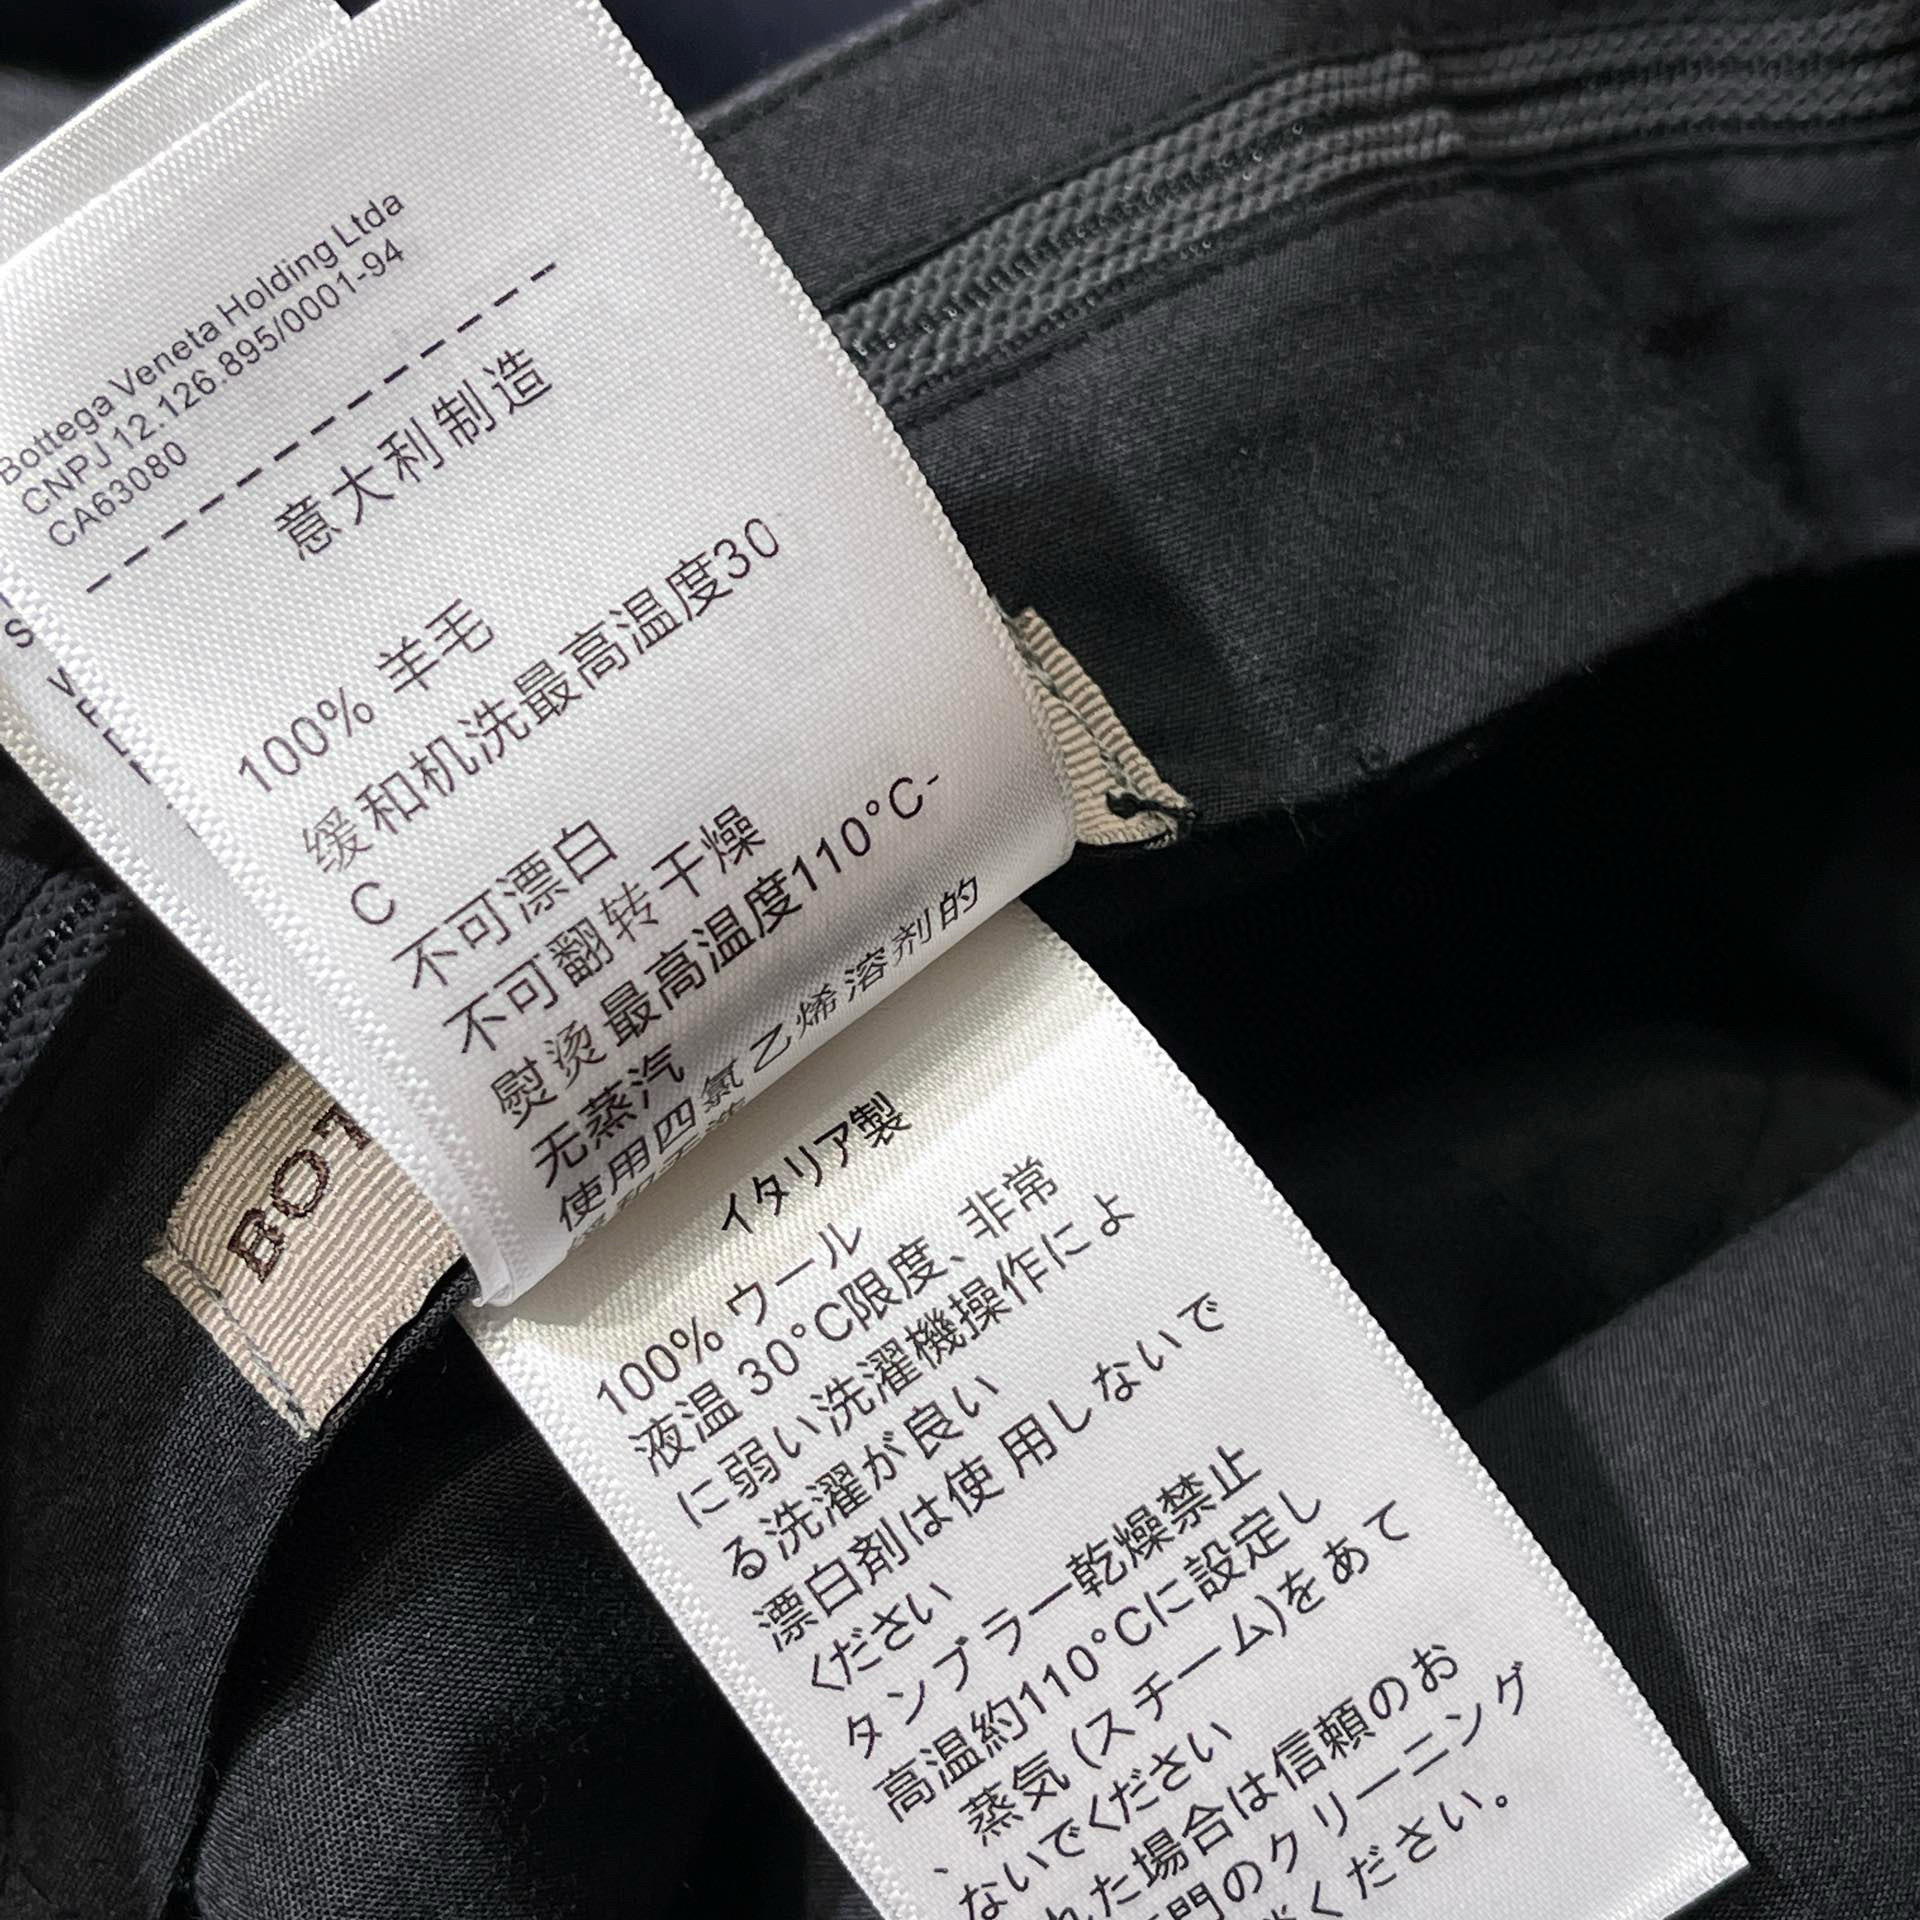 Bottega Veneta Holding Ltda
CNPJ 12.126.895/0001-94
CA63080
意大利制造
100% 羊毛
缓和机洗最高温度30
C
不可漂白
不可翻转干燥
熨烫最高温度110°C-
无蒸汽
使用四氯乙烯溶剂的
BOT
イタリア製
100% ウール
液温 30°C限度、非常
に弱い洗濯機操作によ
る洗濯が良い
漂白剤は使 用しないで
ください
タンブラー乾燥禁止
高温約110°Cに設定し
、蒸気 (スチーム)をあて
ないでください
れた場合は信頼のお
門のクリーニング
ください。